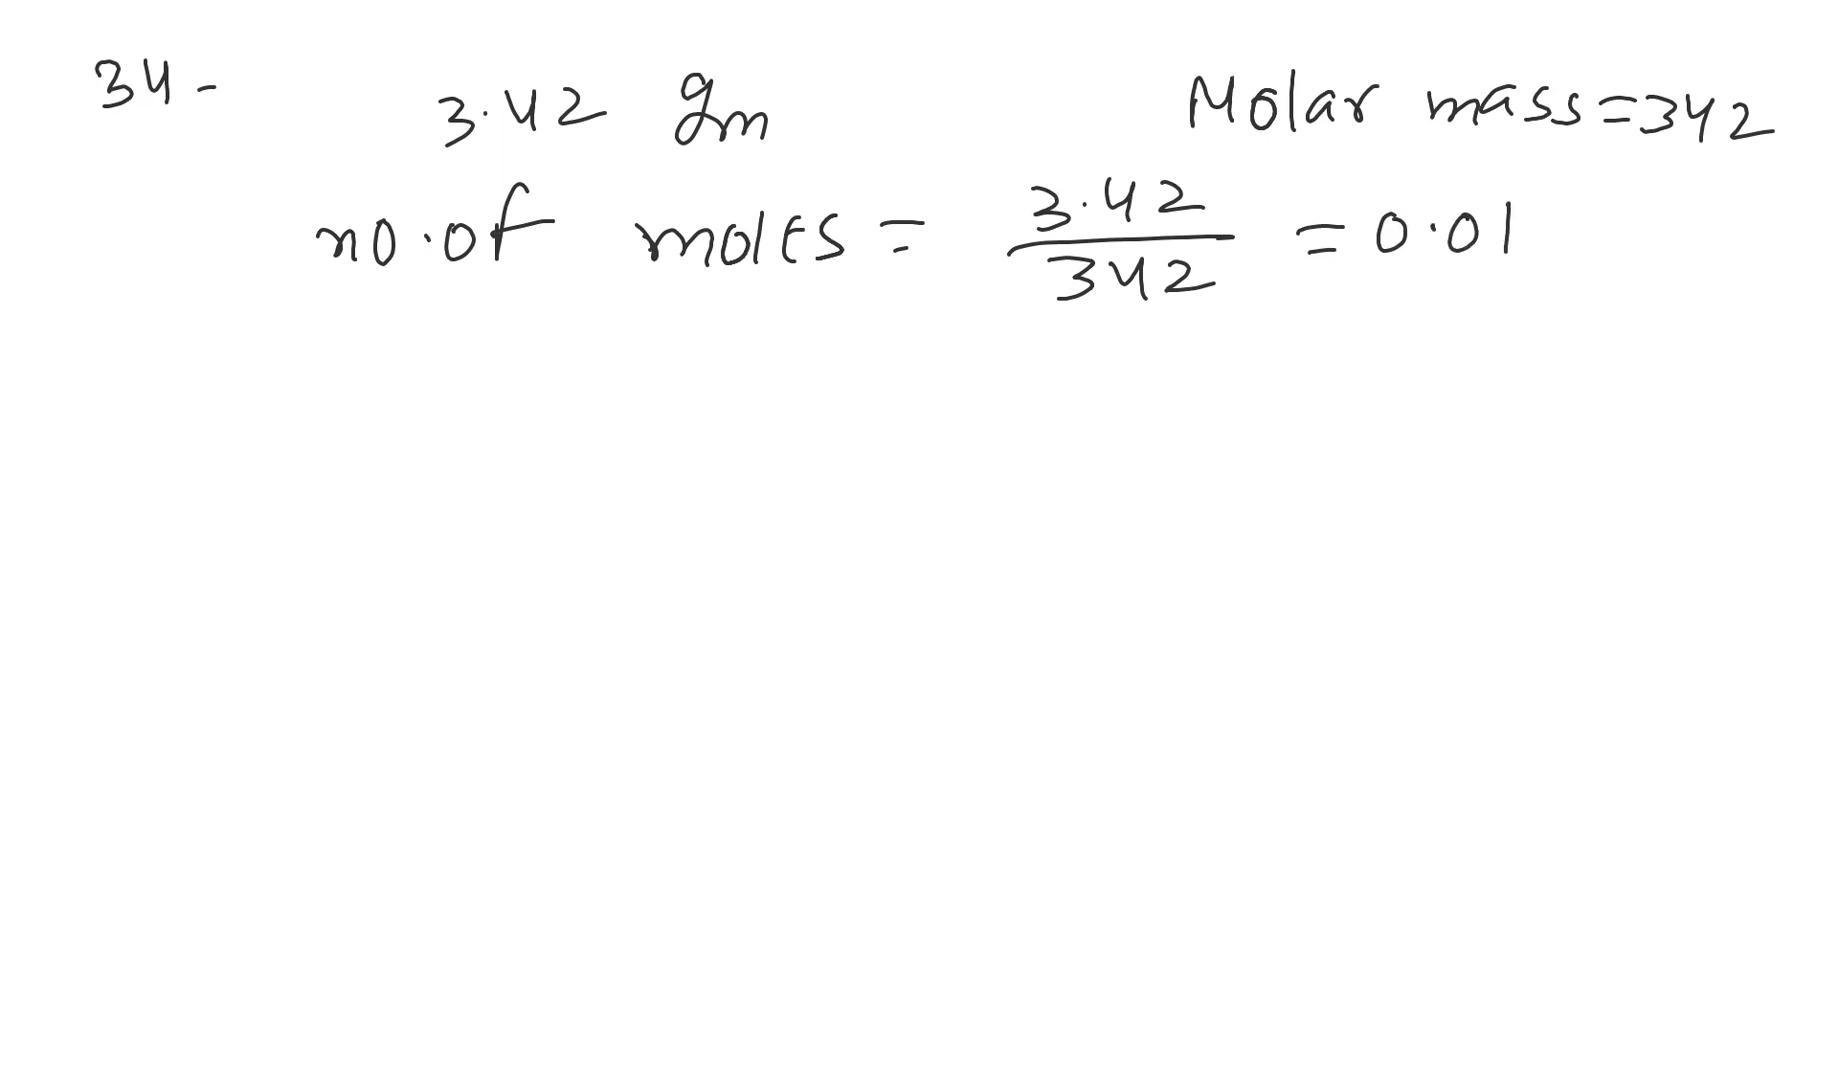 34- 3.42 gm Molar mass=342
no.of moles = 3.42/342 = 0.01